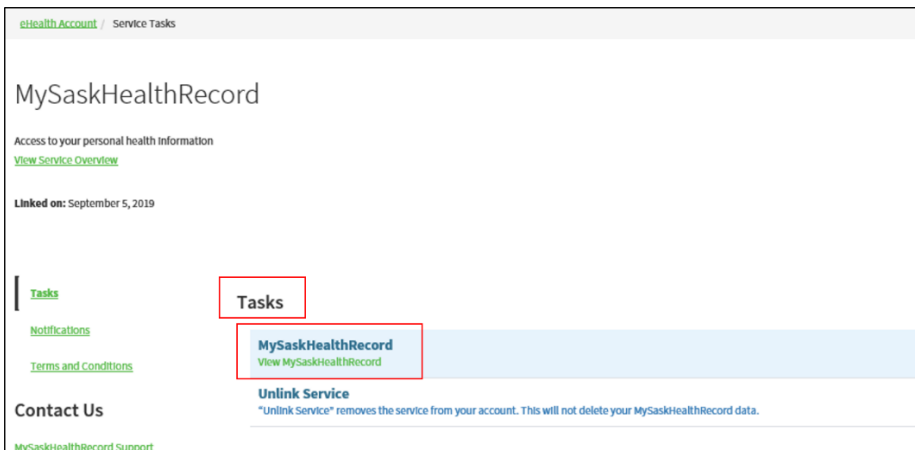 eHealth Account / Service Tasks
MySaskHealthRecord
Access to your personal health information
View Service Overview
Linked on: September 5, 2019
Tasks
Notifications
Terms and Conditions
Contact Us
MySaskHealthRecord Support
Tasks
MySaskHealthRecord
View MySaskHealthRecord
Unlink Service
"Unlink Service" removes the service from your account. This will not delete your MySaskHealthRecord data.